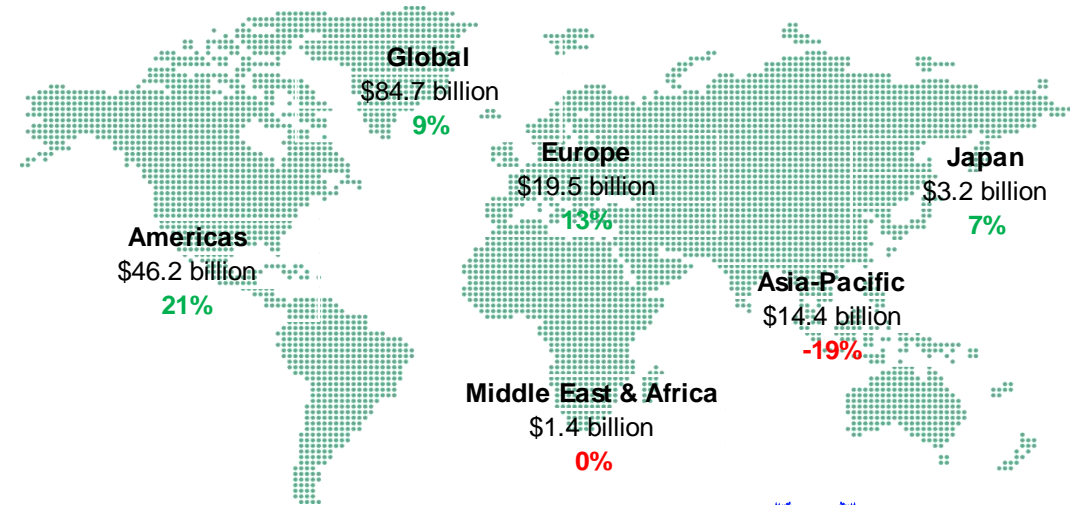 Global
$84.7 billion
9%
Europe
$19.5 billion
13%
Japan
$3.2 billion
7%
Americas
$46.2 billion
21%
Asia-Pacific
$14.4 billion
-19%
Middle East & Africa
$1.4 billion
0%